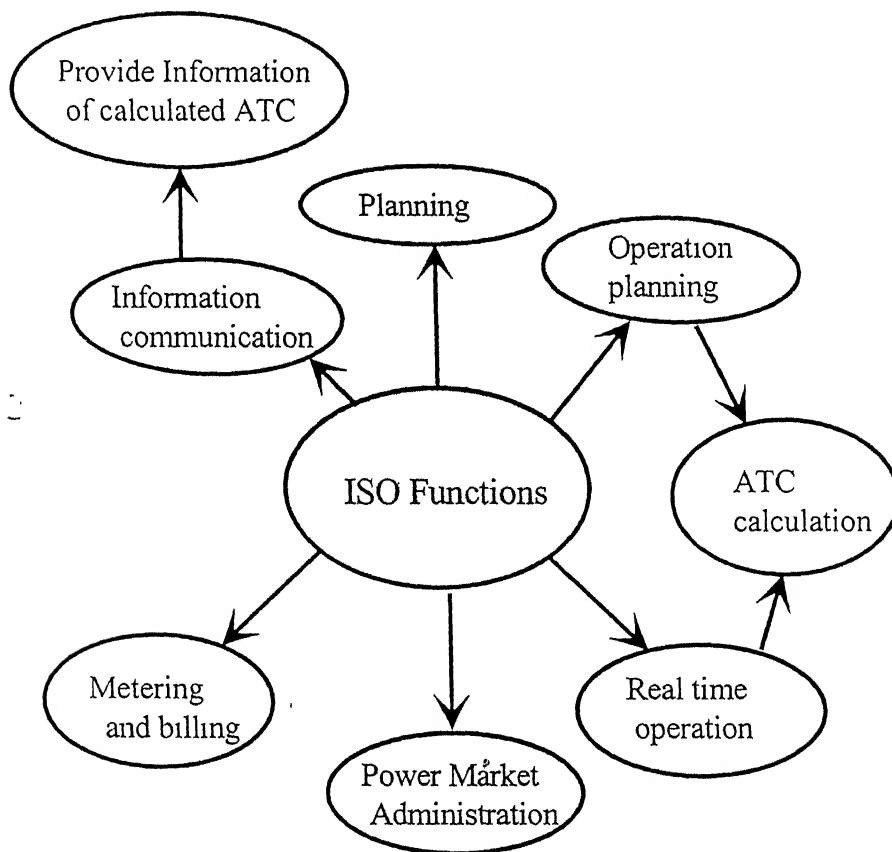 Provide Information
of calculated ATC
Planning
Operation
planning
Information
communication
ISO Functions
ATC
calculation
Metering
and billing
Real time
operation
Power Market
Administration